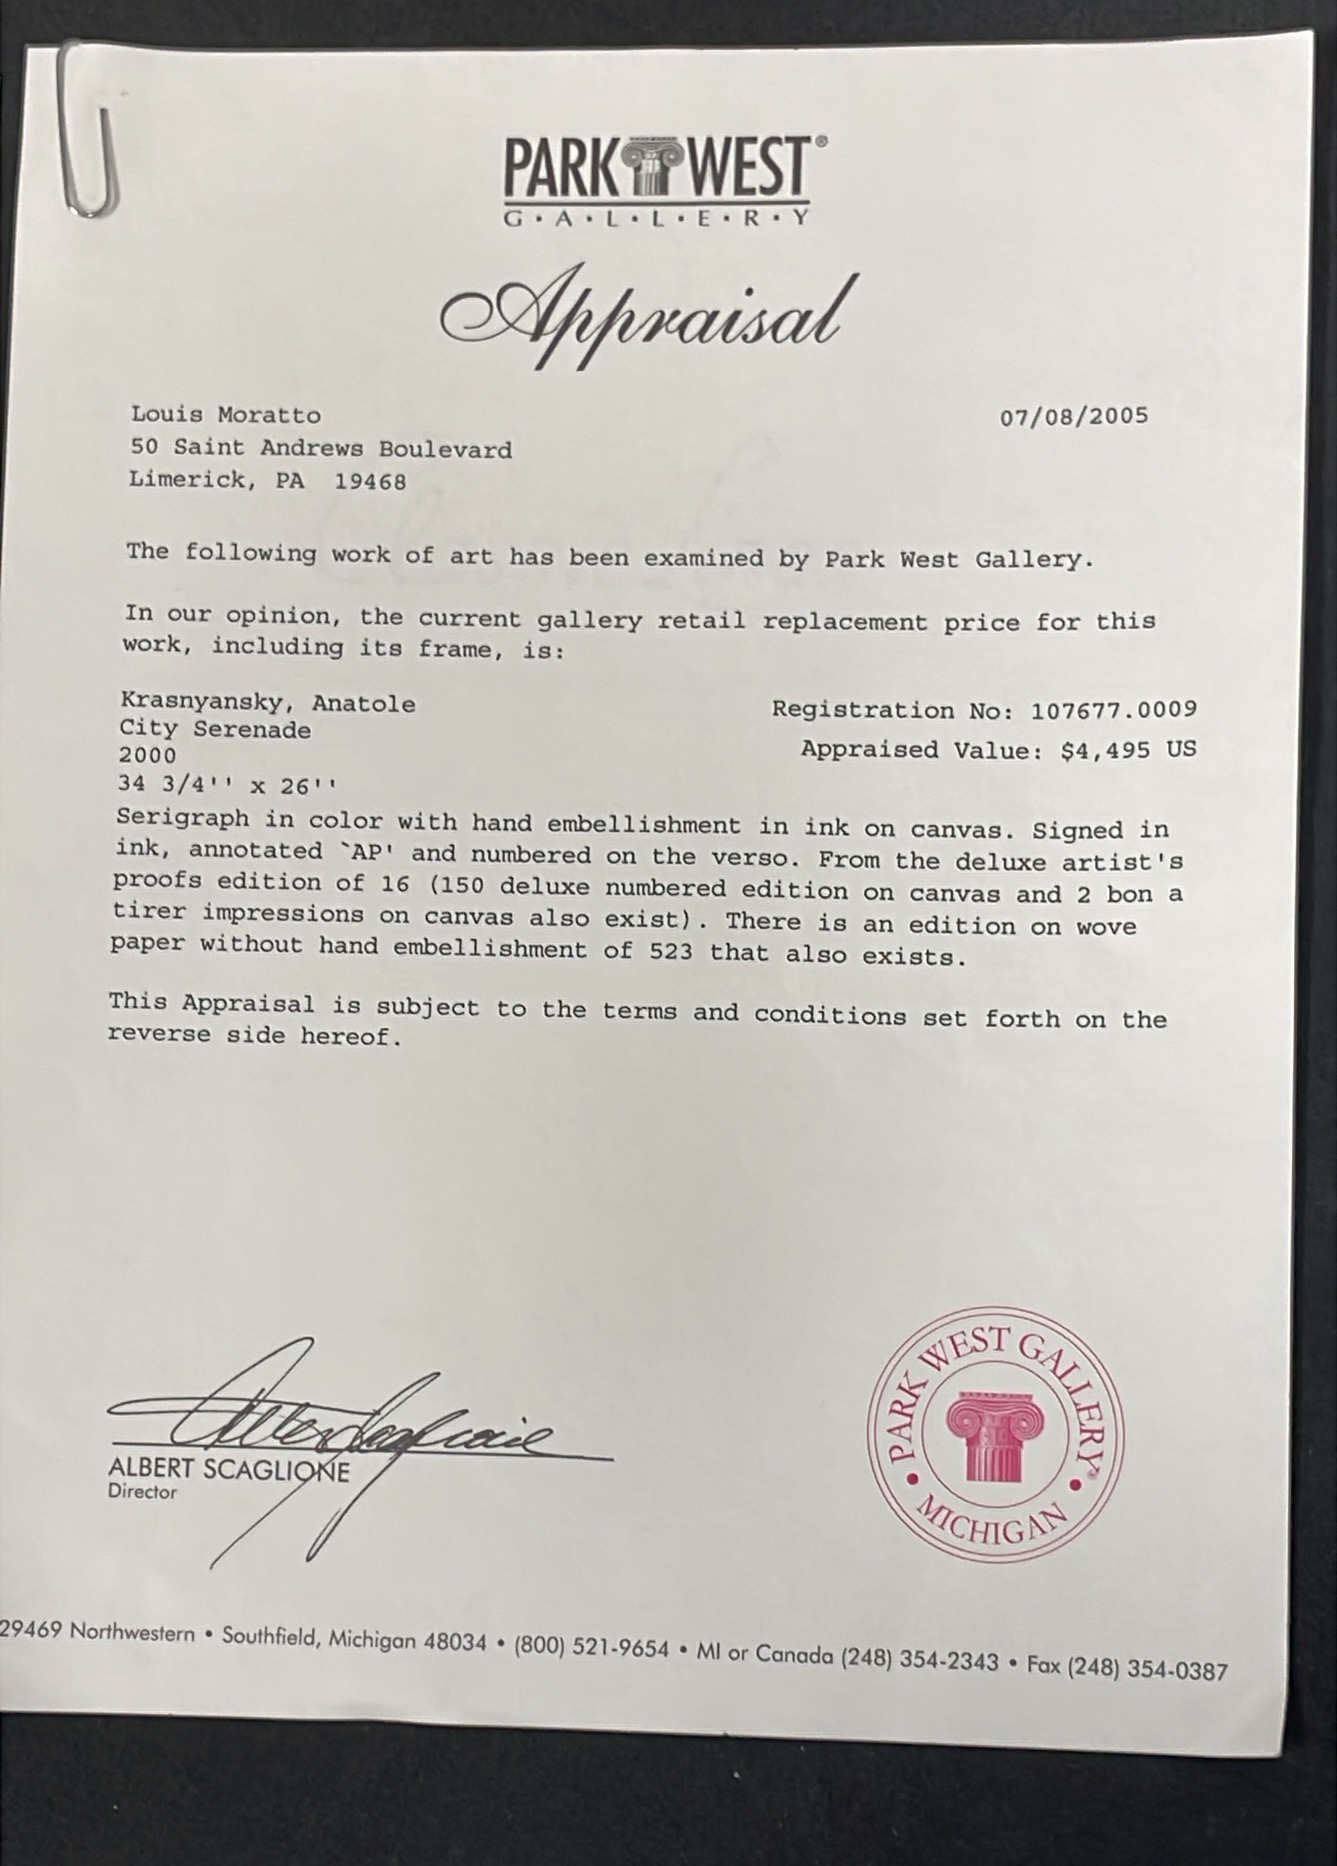 PARK WEST®
G·A·L·L·E·R·Y
Appraisal
Louis Moratto
07/08/2005
50 Saint Andrews Boulevard
Limerick, PA 19468
The following work of art has been examined by Park West Gallery.
In our opinion, the current gallery retail replacement price for this
work, including its frame, is:
Krasnyansky, Anatole
Registration No: 107677.0009
City Serenade
Appraised Value: $4,495 US
2000
34 3/4'' x 26''
Serigraph in color with hand embellishment in ink on canvas. Signed in
ink, annotated `AP' and numbered on the verso. From the deluxe artist's
proofs edition of 16 (150 deluxe numbered edition on canvas and 2 bon a
tirer impressions on canvas also exist). There is an edition on wove
paper without hand embellishment of 523 that also exists.
This Appraisal is subject to the terms and conditions set forth on the
reverse side hereof.
ALBERT SCAGLIONE
Director
PARK WEST GALLERY®
• MICHIGAN •
29469 Northwestern • Southfield, Michigan 48034 • (800) 521-9654 • MI or Canada (248) 354-2343 • Fax (248) 354-0387